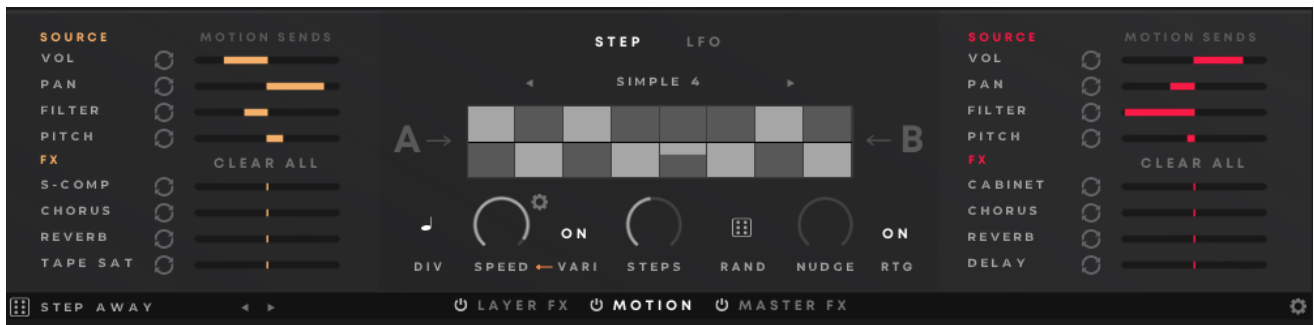 SOURCE MOTION SENDS
VOL
PAN
FILTER
PITCH
FX CLEAR ALL
S-COMP
CHORUS
REVERB
TAPE SAT
STEP LFO
SIMPLE 4
A B
ON ON
DIV SPEED VARI STEPS RAND NUDGE RTG
SOURCE MOTION SENDS
VOL
PAN
FILTER
PITCH
FX CLEAR ALL
CABINET
CHORUS
REVERB
DELAY
STEP AWAY LAYER FX MOTION MASTER FX